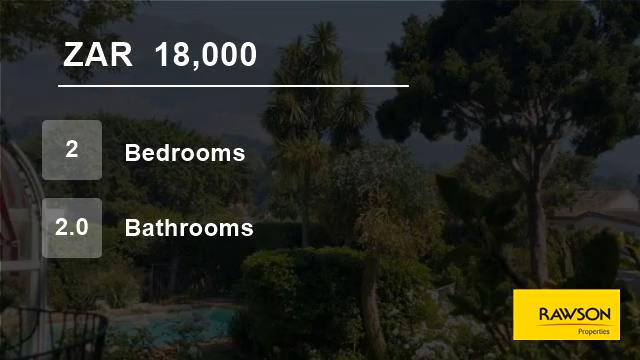 ZAR 18,000
2
Bedrooms
2.0
Bathrooms
RAWSON
Properties